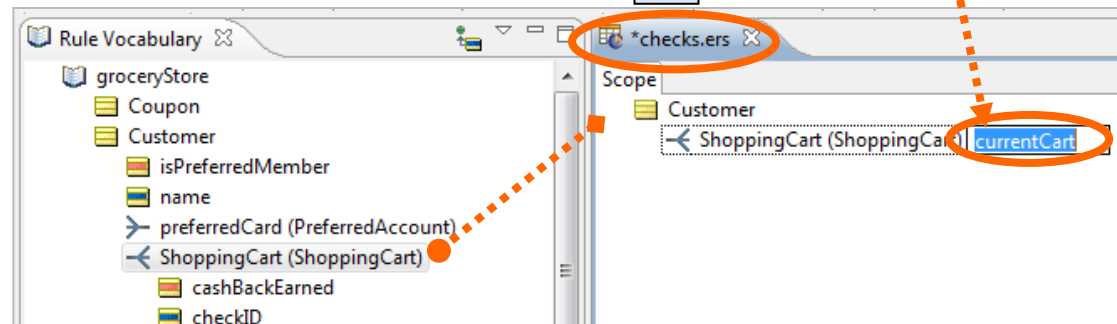 Rule Vocabulary
groceryStore
Coupon
Customer
isPreferredMember
name
preferredCard (PreferredAccount)
ShoppingCart (ShoppingCart)
cashBackEarned
checkID
*checks.ers
Scope
Customer
ShoppingCart (ShoppingCart) currentCart